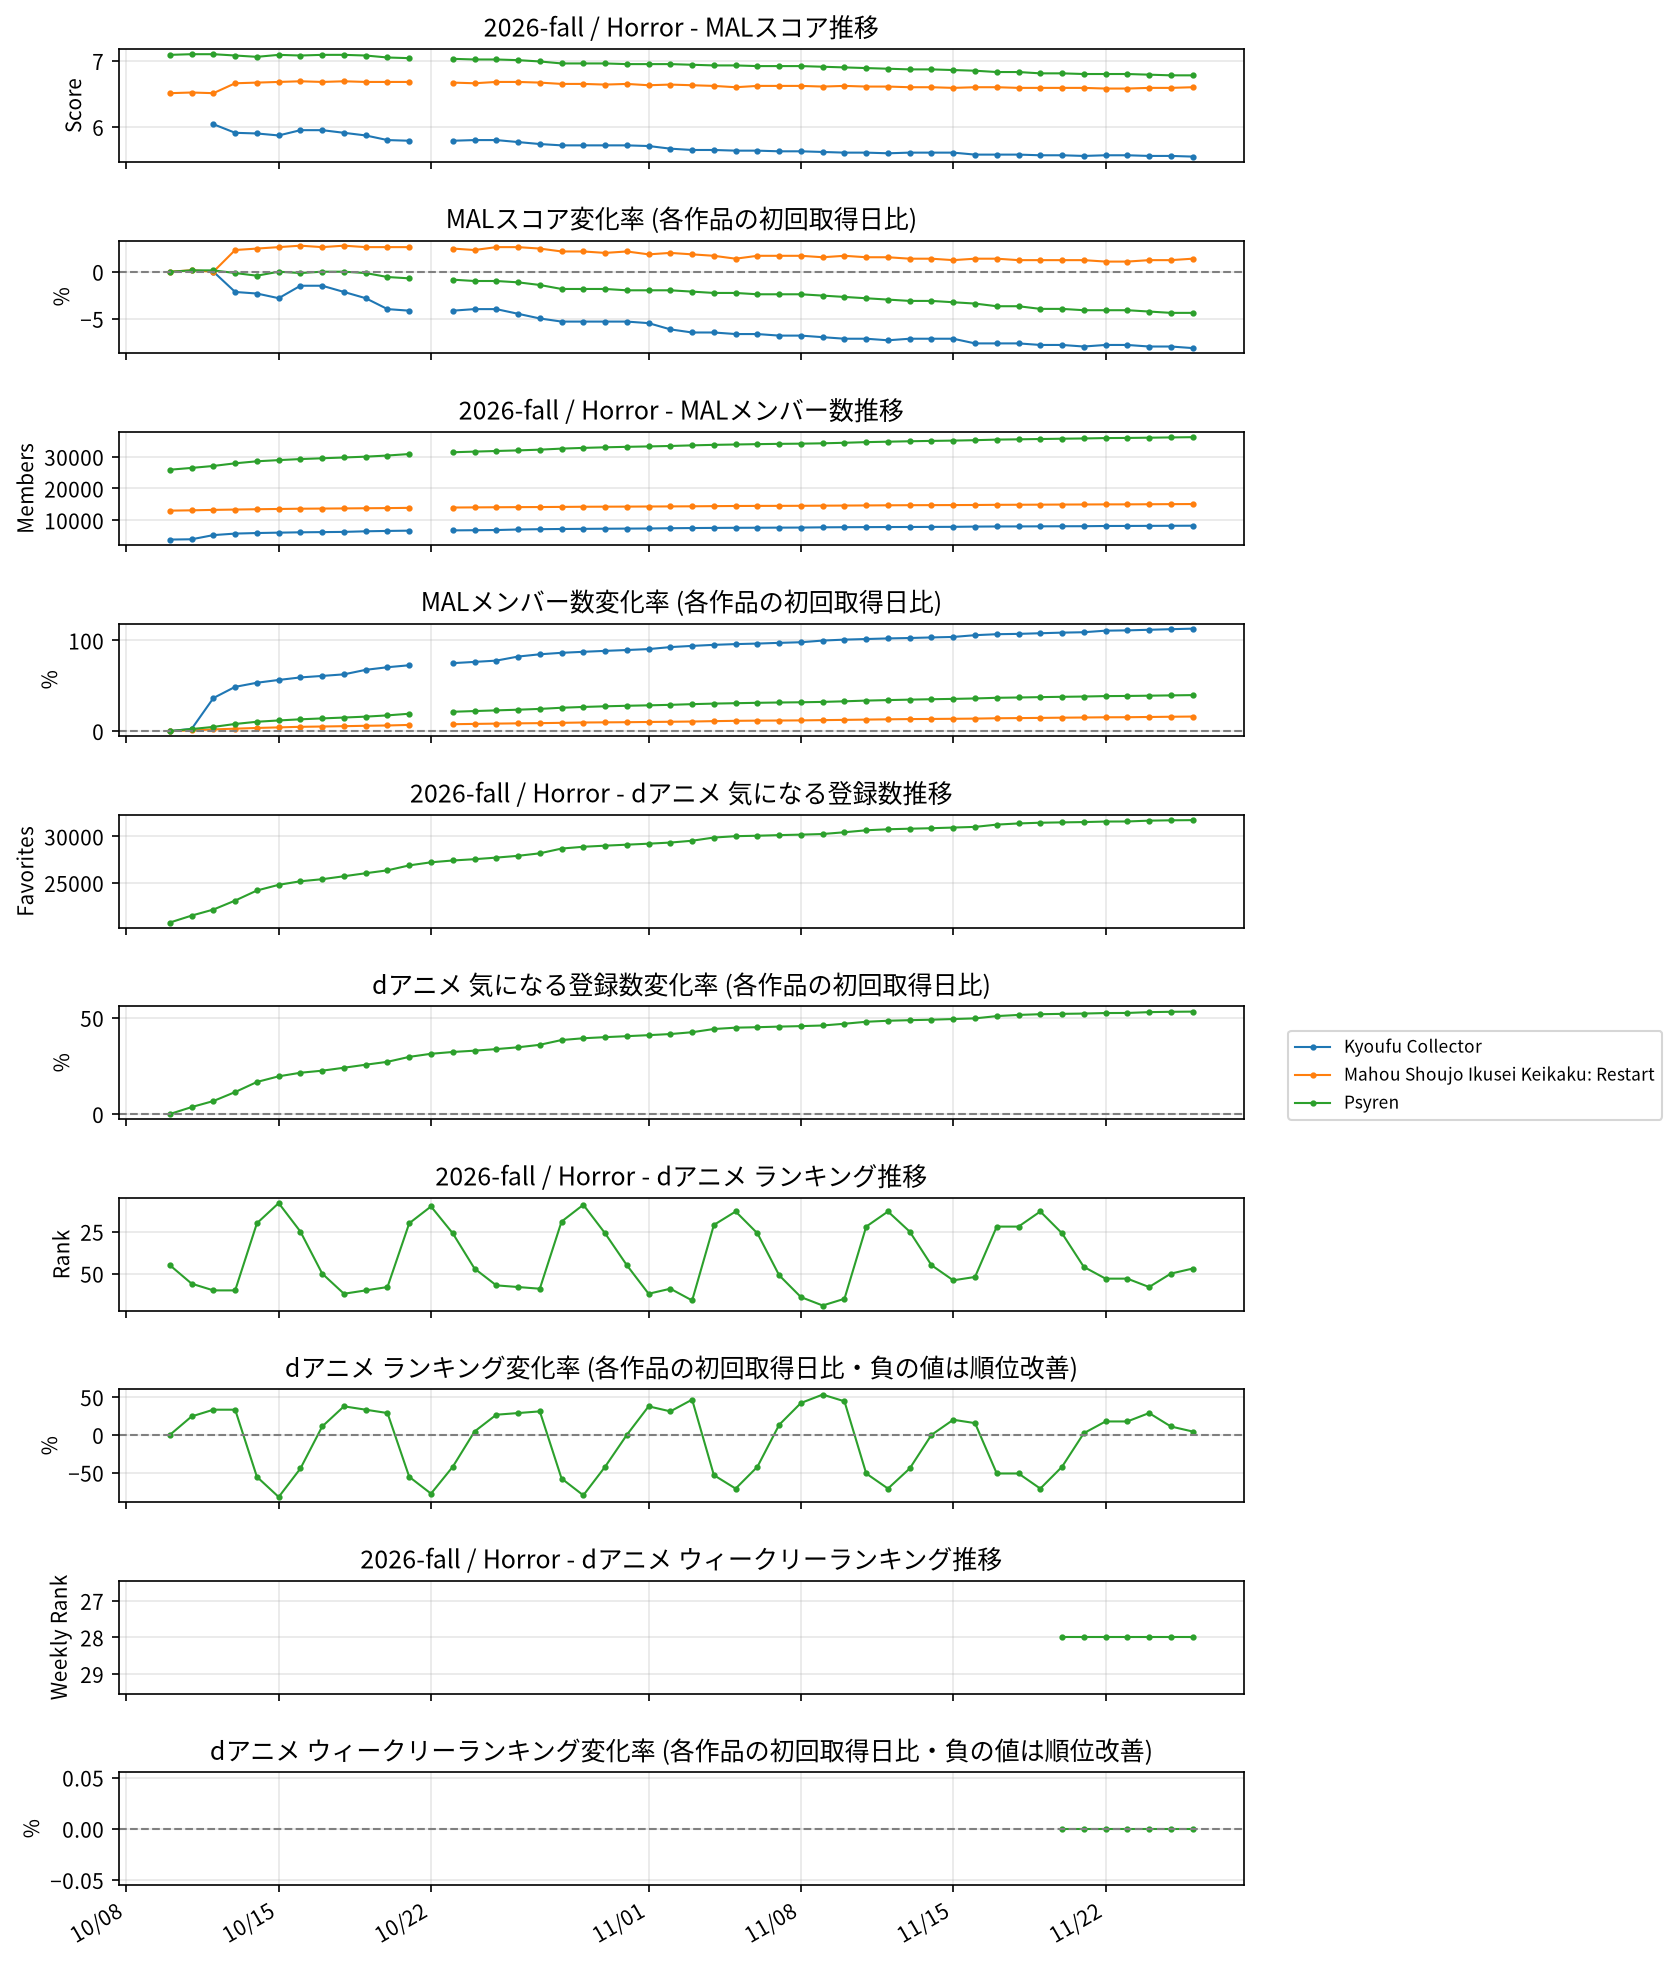 2026-fall / Horror - MALスコア推移
Score
7
6
MALスコア変化率 (各作品の初回取得日比)
%
0
−5
2026-fall / Horror - MALメンバー数推移
Members
30000
20000
10000
MALメンバー数変化率 (各作品の初回取得日比)
%
100
0
2026-fall / Horror - dアニメ 気になる登録数推移
Favorites
30000
25000
dアニメ 気になる登録数変化率 (各作品の初回取得日比)
%
50
0
Kyoufu Collector
Mahou Shoujo Ikusei Keikaku: Restart
Psyren
2026-fall / Horror - dアニメ ランキング推移
Rank
25
50
dアニメ ランキング変化率 (各作品の初回取得日比・負の値は順位改善)
%
50
0
−50
2026-fall / Horror - dアニメ ウィークリーランキング推移
Weekly Rank
27
28
29
dアニメ ウィークリーランキング変化率 (各作品の初回取得日比・負の値は順位改善)
%
0.05
0.00
−0.05
10/08
10/15
10/22
11/01
11/08
11/15
11/22